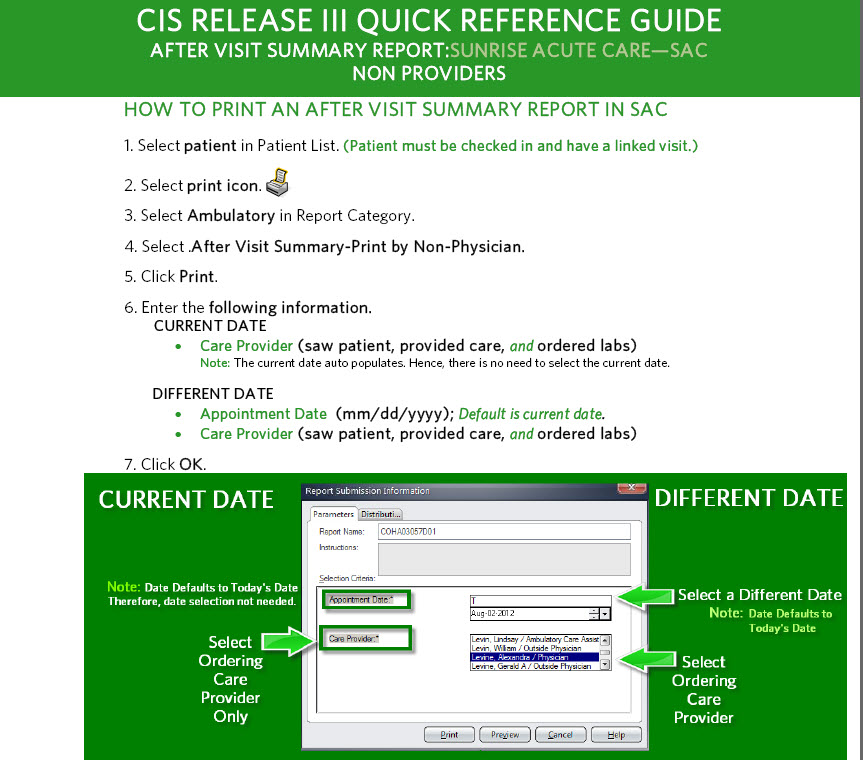 CIS RELEASE III QUICK REFERENCE GUIDE
AFTER VISIT SUMMARY REPORT:SUNRISE ACUTE CARE—SAC
NON PROVIDERS
HOW TO PRINT AN AFTER VISIT SUMMARY REPORT IN SAC
1. Select patient in Patient List. (Patient must be checked in and have a linked visit.)
2. Select print icon.
3. Select Ambulatory in Report Category.
4. Select .After Visit Summary-Print by Non-Physician.
5. Click Print.
6. Enter the following information.
CURRENT DATE
• Care Provider (saw patient, provided care, and ordered labs)
Note: The current date auto populates. Hence, there is no need to select the current date.
DIFFERENT DATE
• Appointment Date (mm/dd/yyyy); Default is current date.
• Care Provider (saw patient, provided care, and ordered labs)
7. Click OK.
CURRENT DATE
Note: Date Defaults to Today's Date
Therefore, date selection not needed.
Select
Ordering
Care
Provider
Only
Report Submission Information
Parameters Distributi...
Report Name: COHA03057D01
Instructions:
Selection Criteria:
Appointment Date:*
T
Aug-02-2012
Care Provider:*
Levin, Lindsay / Ambulatory Care Assist
Levin, William / Outside Physician
Levine, Alexandra / Physician
Levine, Gerald A / Outside Physician
Print Preview Cancel Help
DIFFERENT DATE
Select a Different Date
Note: Date Defaults to
Today's Date
Select
Ordering
Care
Provider